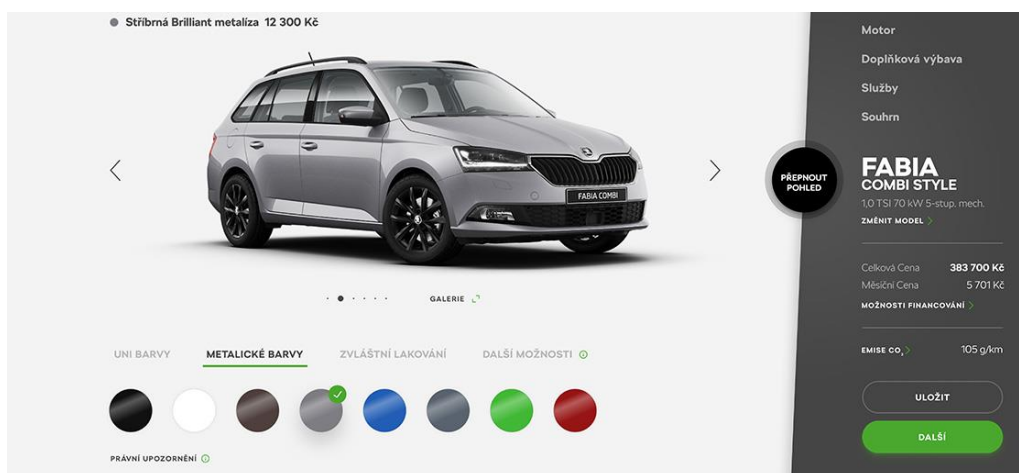 Stříbrná Brilliant metalíza 12 300 Kč
FABIA COMBI
GALERIE
UNI BARVY METALICKÉ BARVY ZVLÁŠTNÍ LAKOVÁNÍ DALŠÍ MOŽNOSTI
PRÁVNÍ UPOZORNĚNÍ
PŘEPNOUT
POHLED
Motor
Doplňková výbava
Služby
Souhrn
FABIA
COMBI STYLE
1,0 TSI 70 kW 5-stup. mech.
ZMĚNIT MODEL
Celková Cena 383 700 Kč
Měsíční Cena 5 701 Kč
MOŽNOSTI FINANCOVÁNÍ
EMISE CO₂ 105 g/km
ULOŽIT
DALŠÍ